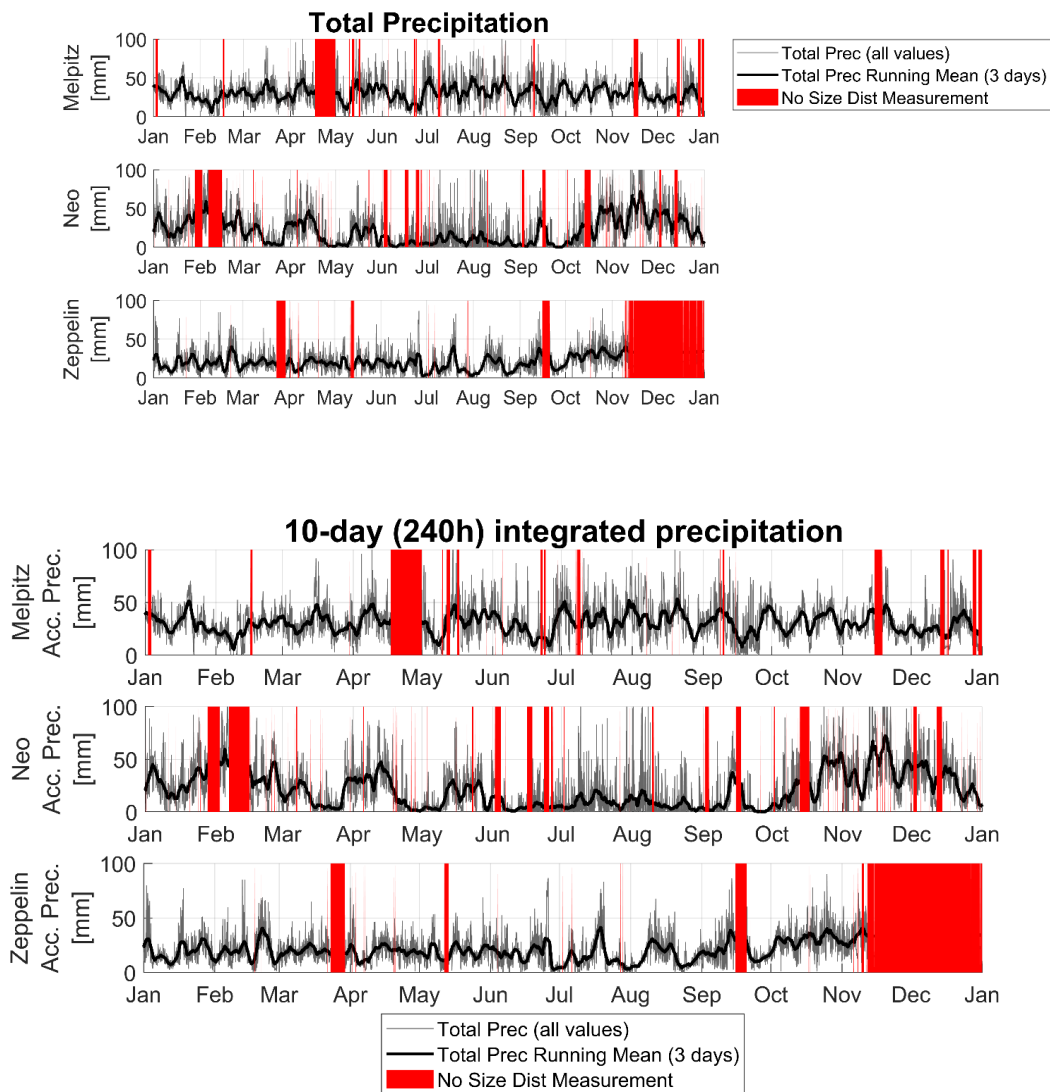 Total Precipitation
Melpitz
[mm]
100
50
0
Jan Feb Mar Apr May Jun Jul Aug Sep Oct Nov Dec Jan
Total Prec (all values)
Total Prec Running Mean (3 days)
No Size Dist Measurement
Neo
[mm]
100
50
0
Jan Feb Mar Apr May Jun Jul Aug Sep Oct Nov Dec Jan
Zeppelin
[mm]
100
50
0
Jan Feb Mar Apr May Jun Jul Aug Sep Oct Nov Dec Jan
10-day (240h) integrated precipitation
Melpitz
Acc. Prec.
[mm]
100
50
0
Jan Feb Mar Apr May Jun Jul Aug Sep Oct Nov Dec Jan
Neo
Acc. Prec.
[mm]
100
50
0
Jan Feb Mar Apr May Jun Jul Aug Sep Oct Nov Dec Jan
Zeppelin
Acc. Prec.
[mm]
100
50
0
Jan Feb Mar Apr May Jun Jul Aug Sep Oct Nov Dec Jan
Total Prec (all values)
Total Prec Running Mean (3 days)
No Size Dist Measurement